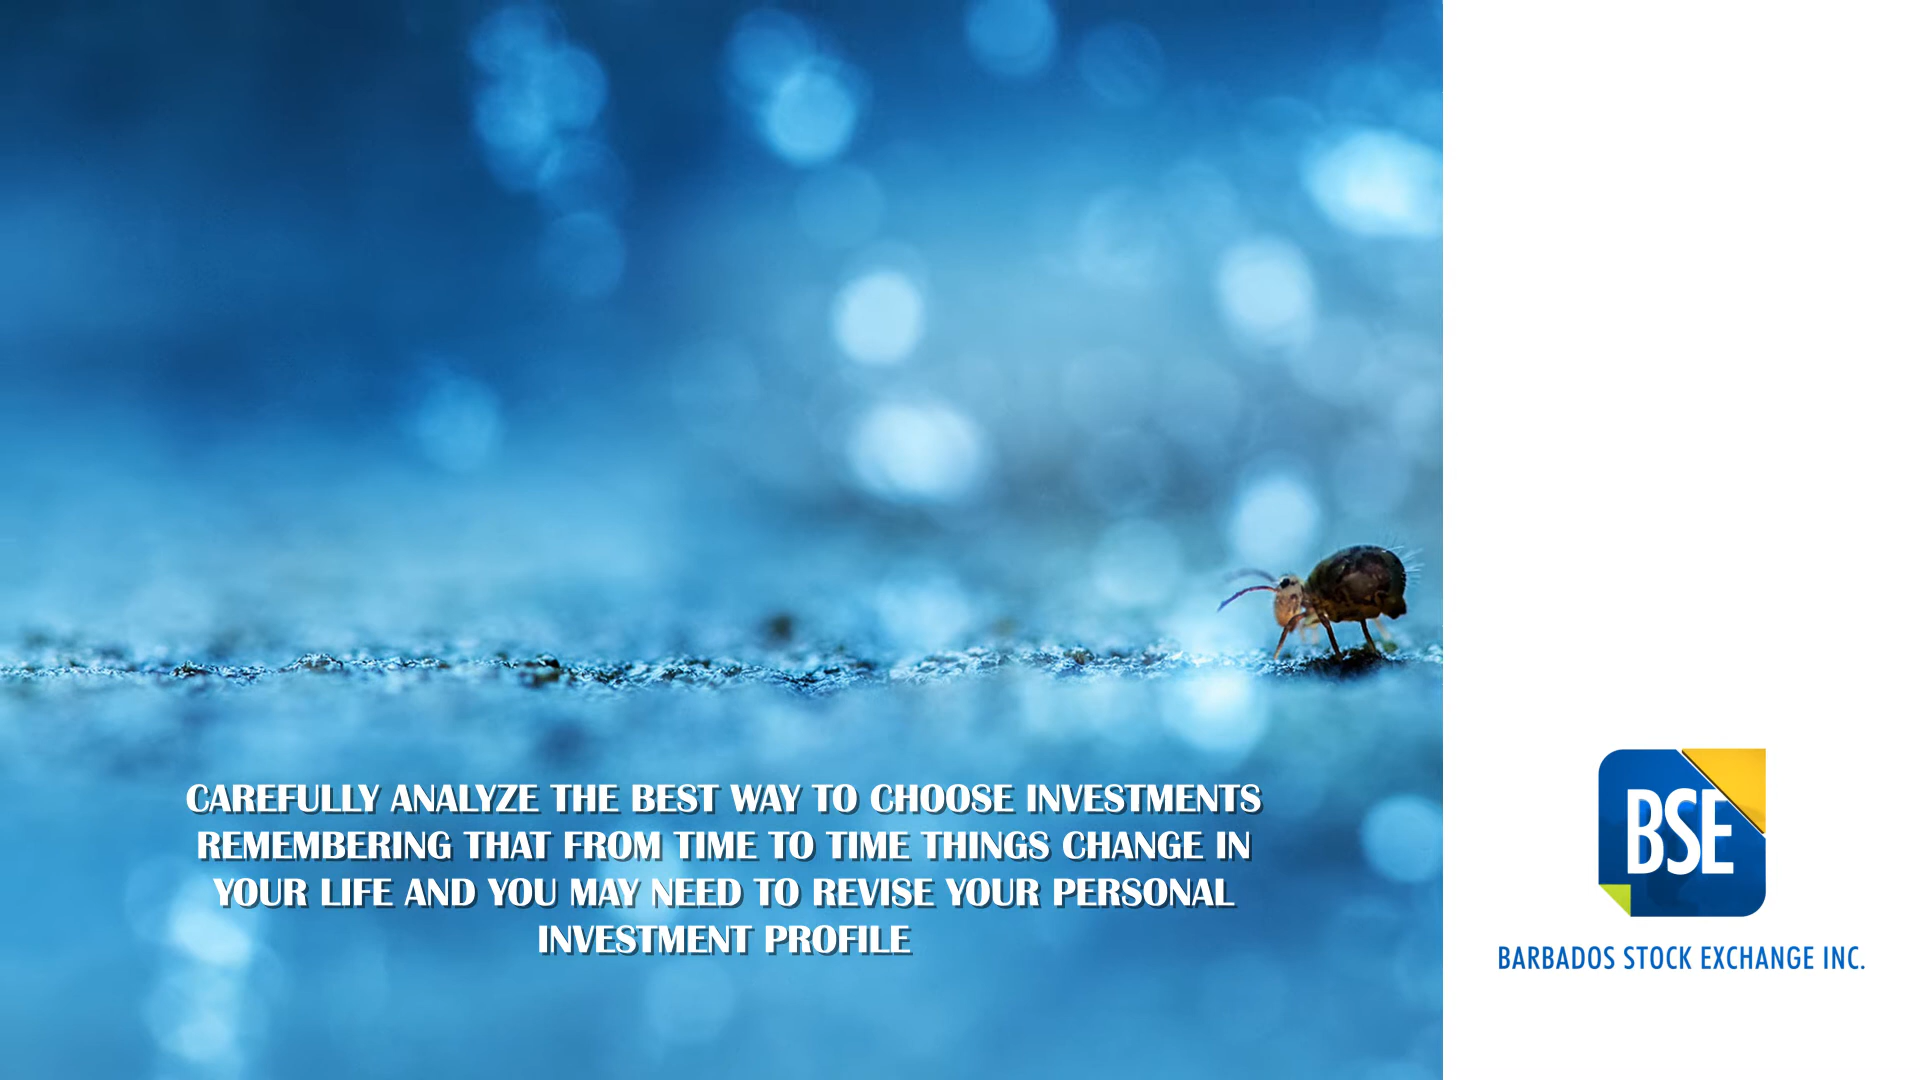 CAREFULLY ANALYZE THE BEST WAY TO CHOOSE INVESTMENTS
REMEMBERING THAT FROM TIME TO TIME THINGS CHANGE IN
YOUR LIFE AND YOU MAY NEED TO REVISE YOUR PERSONAL
INVESTMENT PROFILE
BSE
BARBADOS STOCK EXCHANGE INC.